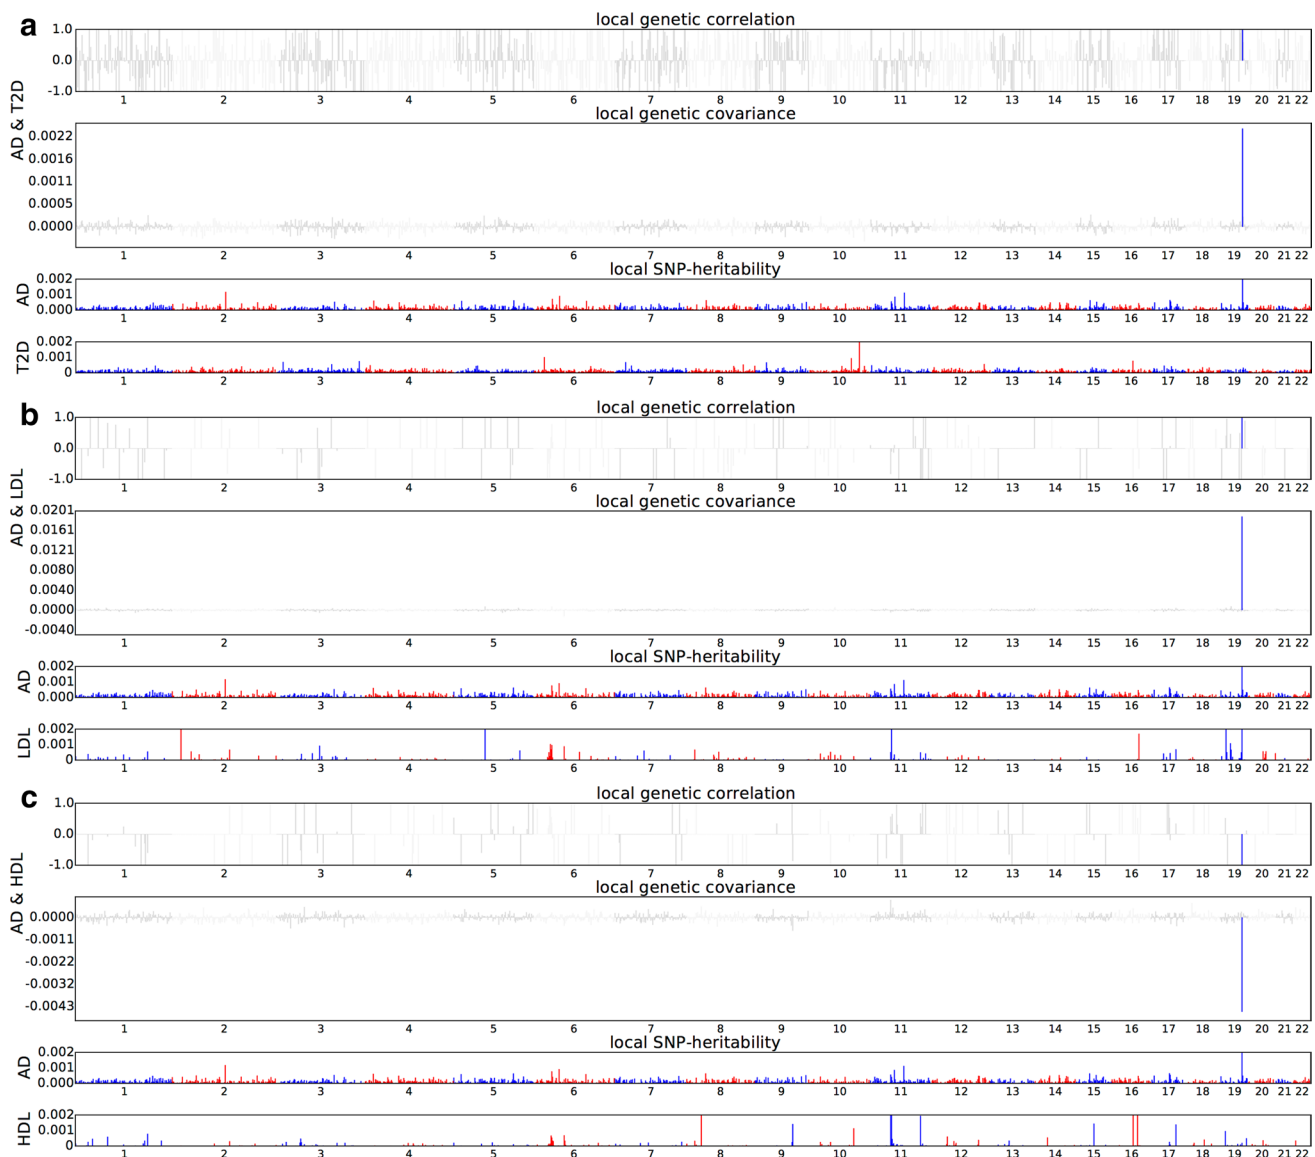 a
local genetic correlation
AD & T2D
1.0
0.0
-1.0
1 2 3 4 5 6 7 8 9 10 11 12 13 14 15 16 17 18 19 20 21 22
local genetic covariance
0.0022
0.0016
0.0011
0.0005
0.0000
1 2 3 4 5 6 7 8 9 10 11 12 13 14 15 16 17 18 19 20 21 22
local SNP-heritability
AD
0.002
0.001
0.000
1 2 3 4 5 6 7 8 9 10 11 12 13 14 15 16 17 18 19 20 21 22
T2D
0.002
0.001
0
1 2 3 4 5 6 7 8 9 10 11 12 13 14 15 16 17 18 19 20 21 22
b
local genetic correlation
AD & LDL
1.0
0.0
-1.0
1 2 3 4 5 6 7 8 9 10 11 12 13 14 15 16 17 18 19 20 21 22
local genetic covariance
0.0201
0.0161
0.0121
0.0080
0.0040
0.0000
-0.0040
1 2 3 4 5 6 7 8 9 10 11 12 13 14 15 16 17 18 19 20 21 22
local SNP-heritability
AD
0.002
0.001
0.000
1 2 3 4 5 6 7 8 9 10 11 12 13 14 15 16 17 18 19 20 21 22
LDL
0.002
0.001
0
1 2 3 4 5 6 7 8 9 10 11 12 13 14 15 16 17 18 19 20 21 22
c
local genetic correlation
AD & HDL
1.0
0.0
-1.0
1 2 3 4 5 6 7 8 9 10 11 12 13 14 15 16 17 18 19 20 21 22
local genetic covariance
0.0000
-0.0011
-0.0022
-0.0032
-0.0043
1 2 3 4 5 6 7 8 9 10 11 12 13 14 15 16 17 18 19 20 21 22
local SNP-heritability
AD
0.002
0.001
0.000
1 2 3 4 5 6 7 8 9 10 11 12 13 14 15 16 17 18 19 20 21 22
HDL
0.002
0.001
0
1 2 3 4 5 6 7 8 9 10 11 12 13 14 15 16 17 18 19 20 21 22